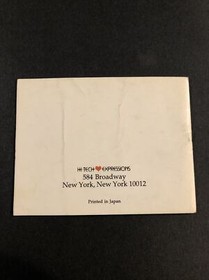 HI TECH EXPRESSIONS
584 Broadway
New York, New York 10012
Printed in Japan